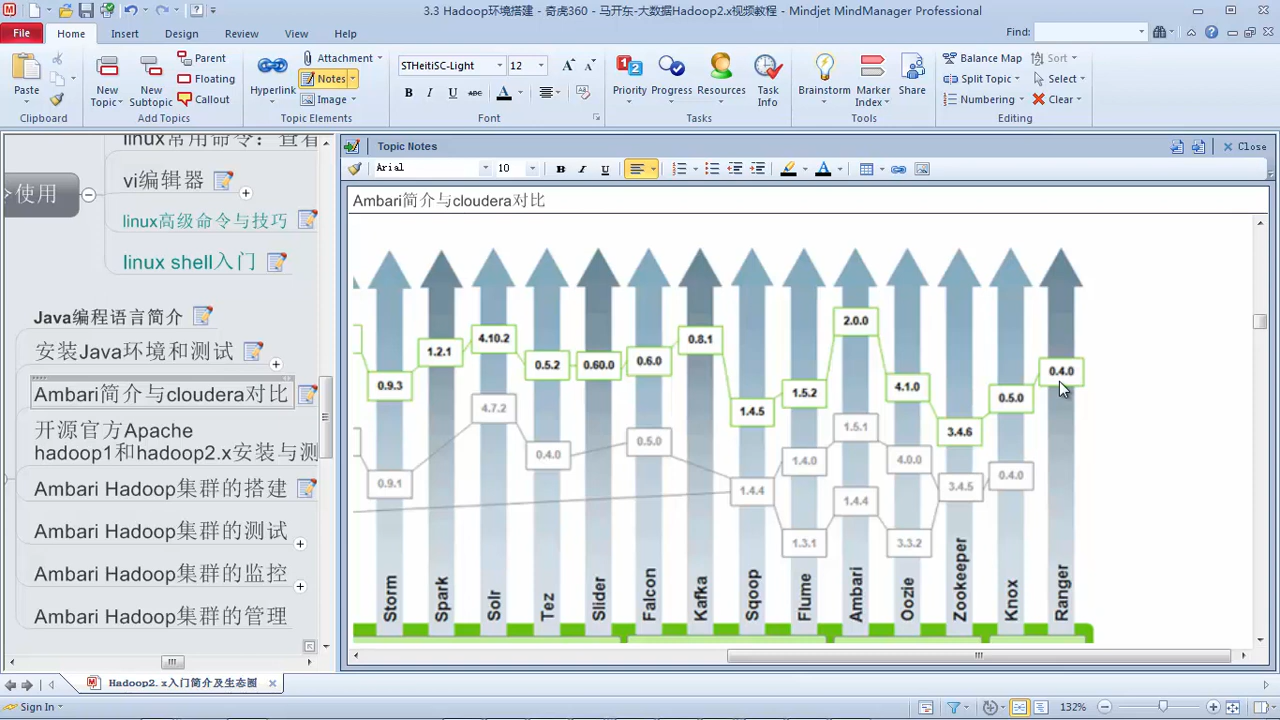 3.3 Hadoop环境搭建 - 奇虎360 - 马开东-大数据Hadoop2.x视频教程 - Mindjet MindManager Professional
File Home Insert Design Review View Help Find:
Paste
Clipboard
New Topic
New Subtopic
Parent
Floating
Callout
Add Topics
Hyperlink
Attachment
Notes
Image
Topic Elements
STHeitiSC-Light 12
B I U abc A
Font
Priority Progress Resources Task Info
Tasks
Brainstorm Marker Index Share
Tools
Balance Map Sort
Split Topic Select
Numbering Clear
Editing
linux常用命令：查看
使用
vi编辑器
linux高级命令与技巧
linux shell入门
Java编程语言简介
安装Java环境和测试
Ambari简介与cloudera对比
开源官方Apache
hadoop1和hadoop2.x安装与测
Ambari Hadoop集群的搭建
Ambari Hadoop集群的测试
Ambari Hadoop集群的监控
Ambari Hadoop集群的管理
Topic Notes Close
Arial 10 B I U A
Ambari简介与cloudera对比
0.9.3 1.2.1 4.10.2 0.5.2 0.60.0 0.6.0 0.8.1 1.4.5 1.5.2 2.0.0 4.1.0 3.4.6 0.5.0 0.4.0
4.7.2 0.4.0 0.5.0 1.4.0 1.5.1 4.0.0 0.4.0
0.9.1 1.4.4 1.4.4 3.4.5
1.3.1 3.3.2
Storm Spark Solr Tez Slider Falcon Kafka Sqoop Flume Ambari Oozie Zookeeper Knox Ranger
Hadoop2. x入门简介及生态圈
Sign In 132%